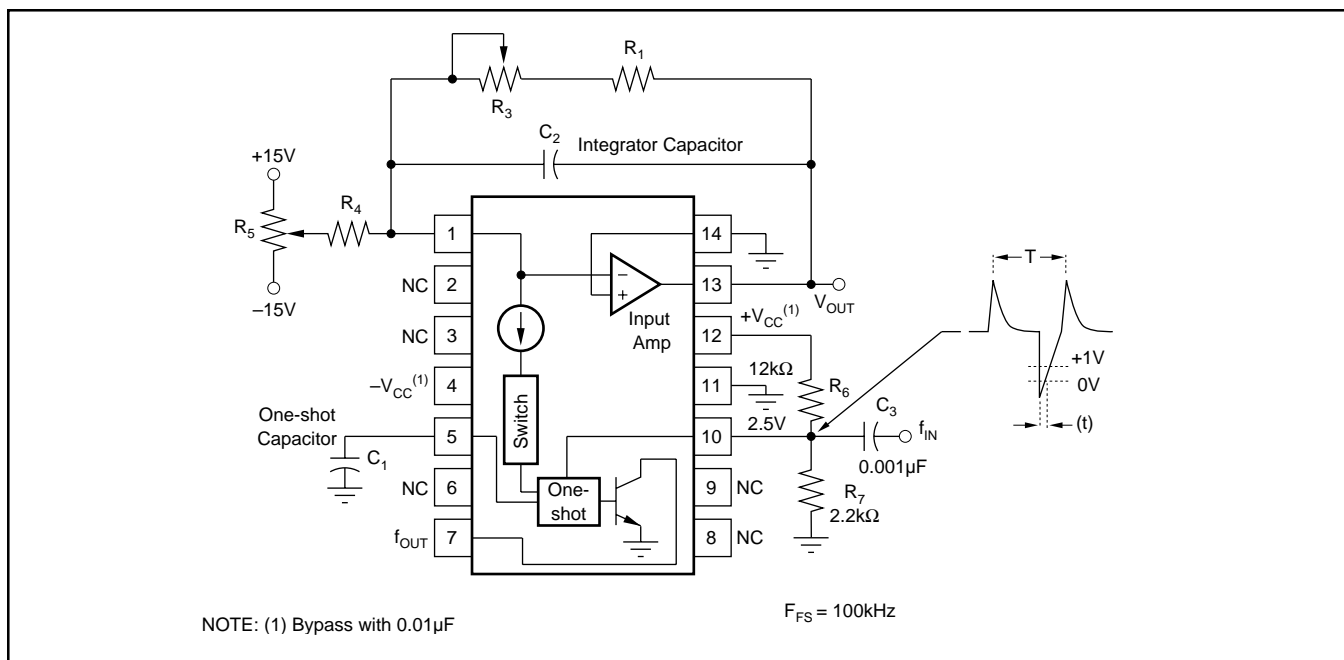 R3
R1
C2
Integrator Capacitor
+15V
R5
R4
–15V
1
14
NC
2
13
VOUT
–
+
Input
Amp
T
NC
3
+VCC(1)
12
+1V
0V
(t)
–VCC(1)
4
11
12kΩ
R6
C3
fIN
One-shot
Capacitor
C1
5
Switch
2.5V
10
0.001µF
NC
6
One-
shot
9
NC
R7
2.2kΩ
fOUT
7
8
NC
NOTE: (1) Bypass with 0.01µF
FFS = 100kHz